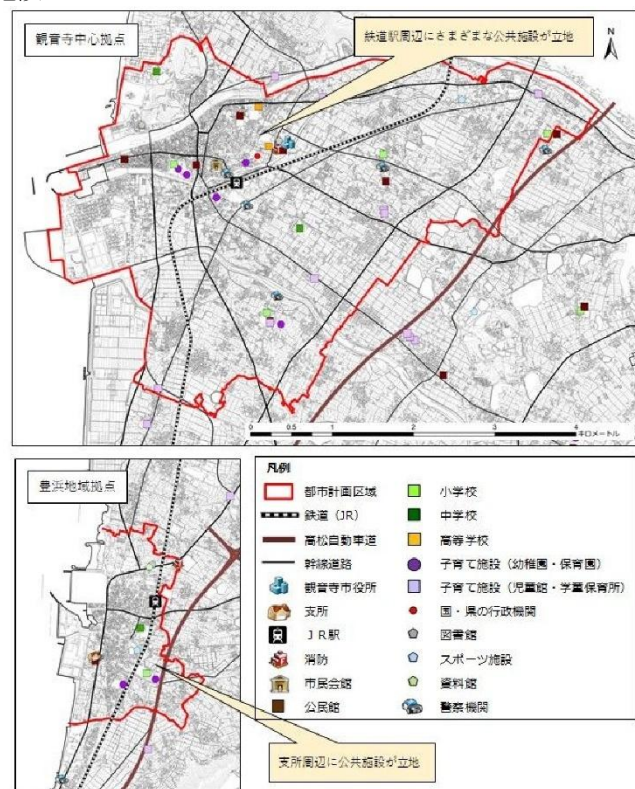 観音寺中心拠点
鉄道駅周辺にさまざまな公共施設が立地
N
0 0.5 1 2 3 4
キロメートル
豊浜地域拠点
支所周辺に公共施設が立地
凡例
都市計画区域
鉄道（JR）
高松自動車道
幹線道路
観音寺市役所
支所
ＪＲ駅
消防
市民会館
公民館
小学校
中学校
高等学校
子育て施設（幼稚園・保育園）
子育て施設（児童館・学童保育所）
国・県の行政機関
図書館
スポーツ施設
資料館
警察機関